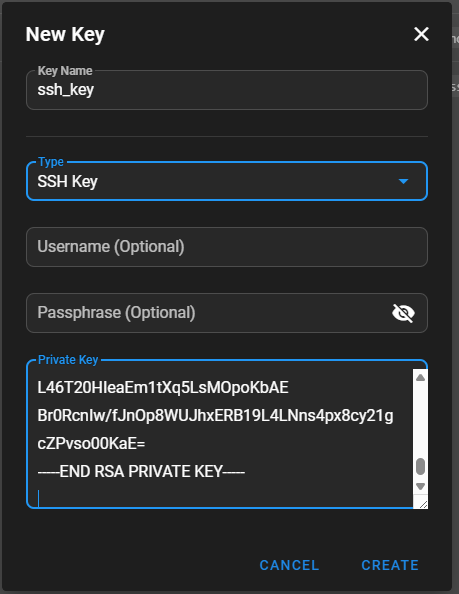 New Key
Key Name
ssh_key
Type
SSH Key
Username (Optional)
Passphrase (Optional)
Private Key
L46T20HIeaEm1tXq5LsMOpoKbAE
Br0RcnIw/fJnOp8WUJhxERB19L4LNns4px8cy21g
cZPvso00KaE=
-----END RSA PRIVATE KEY-----
CANCEL
CREATE